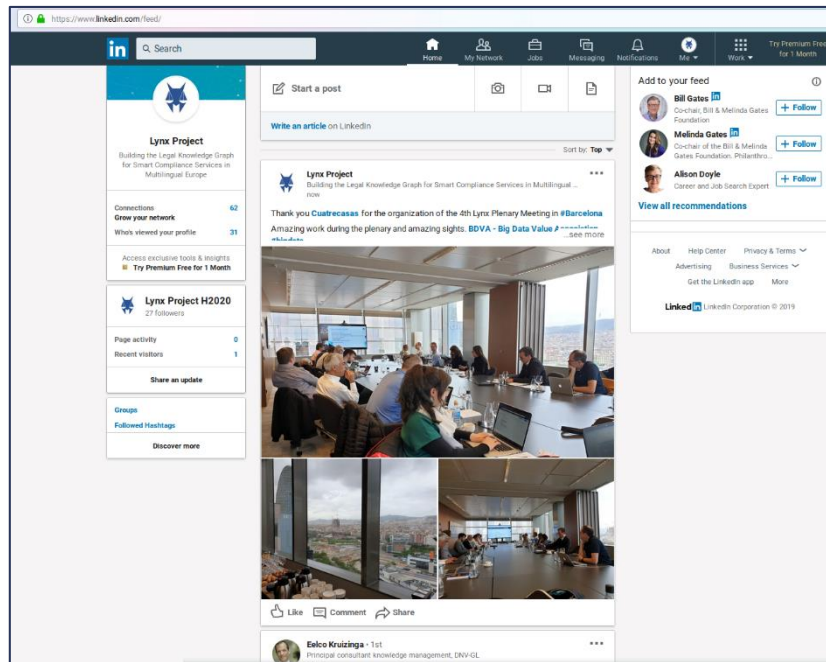 https://www.linkedin.com/feed/
in
Search
Home
My Network
Jobs
Messaging
Notifications
Me
Work
Try Premium Free
for 1 Month
Lynx Project
Building the Legal Knowledge Graph
for Smart Compliance Services in
Multilingual Europe
Connections 62
Grow your network
Who's viewed your profile 31
Access exclusive tools & insights
Try Premium Free for 1 Month
Lynx Project H2020
27 followers
Page activity 0
Recent visitors 1
Share an update
Groups
Followed Hashtags
Discover more
Start a post
Write an article on LinkedIn
Sort by: Top
Lynx Project
Building the Legal Knowledge Graph for Smart Compliance Services in Multilingual ...
now
Thank you Cuatrecasas for the organization of the 4th Lynx Plenary Meeting in #Barcelona
Amazing work during the plenary and amazing sights. BDVA - Big Data Value
...see more
Like Comment Share
Eelco Kruizinga • 1st
Principal consultant knowledge management, DNV-GL
Add to your feed
Bill Gates in
Co-chair, Bill & Melinda Gates
Foundation
+ Follow
Melinda Gates in
Co-chair of the Bill & Melinda
Gates Foundation. Philanthro...
+ Follow
Alison Doyle
Career and Job Search Expert
+ Follow
View all recommendations
About Help Center Privacy & Terms
Advertising Business Services
Get the LinkedIn app More
Linked in LinkedIn Corporation © 2019